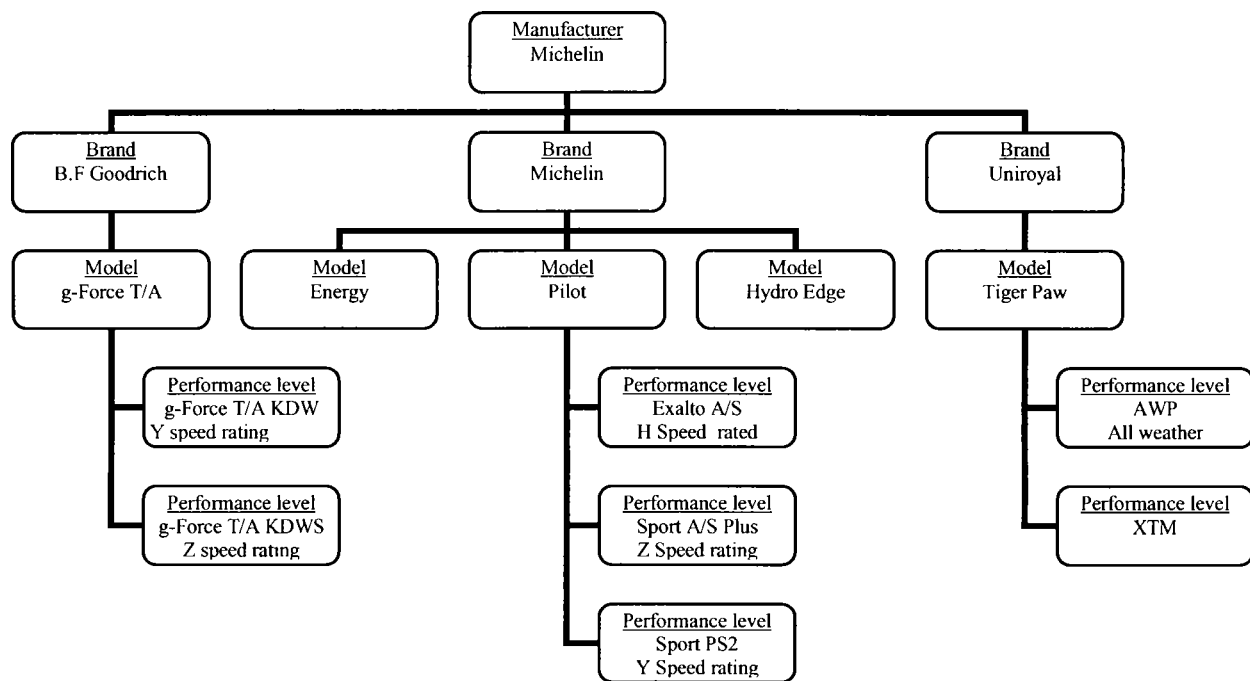 Manufacturer
Michelin
Brand
B.F Goodrich
Brand
Michelin
Brand
Uniroyal
Model
g-Force T/A
Model
Energy
Model
Pilot
Model
Hydro Edge
Model
Tiger Paw
Performance level
g-Force T/A KDW
Y speed rating
Performance level
g-Force T/A KDWS
Z speed rating
Performance level
Exalto A/S
H Speed rated
Performance level
Sport A/S Plus
Z Speed rating
Performance level
Sport PS2
Y Speed rating
Performance level
AWP
All weather
Performance level
XTM